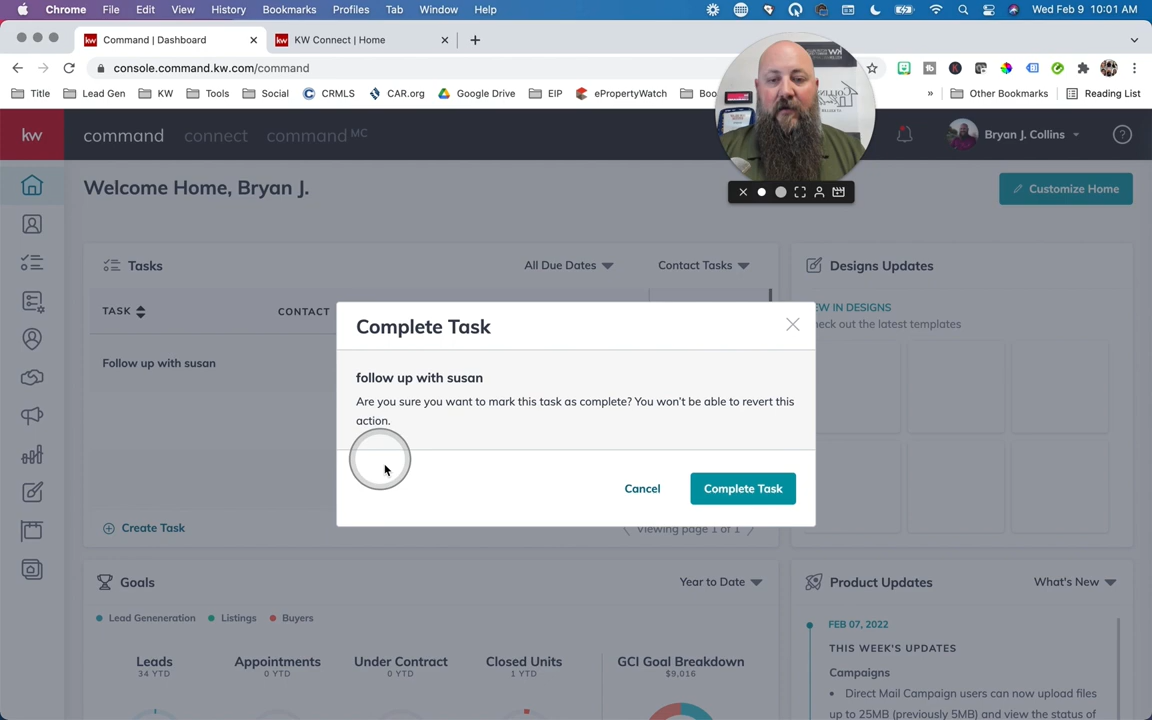 Chrome File Edit View History Bookmarks Profiles Tab Window Help Wed Feb 9 10:01 AM
kw Command | Dashboard kw KW Connect | Home
console.command.kw.com/command
Title Lead Gen KW Tools Social CRMLS CAR.org Google Drive EIP ePropertyWatch » Other Bookmarks Reading List
kw command connect command MC Bryan J. Collins
Welcome Home, Bryan J. Customize Home
Tasks All Due Dates Contact Tasks Designs Updates
TASK CONTACT
IN DESIGNS
out the latest templates
Follow up with susan
Complete Task
follow up with susan
Are you sure you want to mark this task as complete? You won't be able to revert this
action.
Cancel Complete Task
Create Task Viewing page 1 of 1
Goals Year to Date Product Updates What's New
Lead Geneneration Listings Buyers
FEB 07, 2022
THIS WEEK'S UPDATES
Leads Appointments Under Contract Closed Units GCI Goal Breakdown
34 YTD 0 YTD 0 YTD 1 YTD $9,016
Campaigns
• Direct Mail Campaign users can now upload files
up to 25MB (previously 5MB) and view the status of